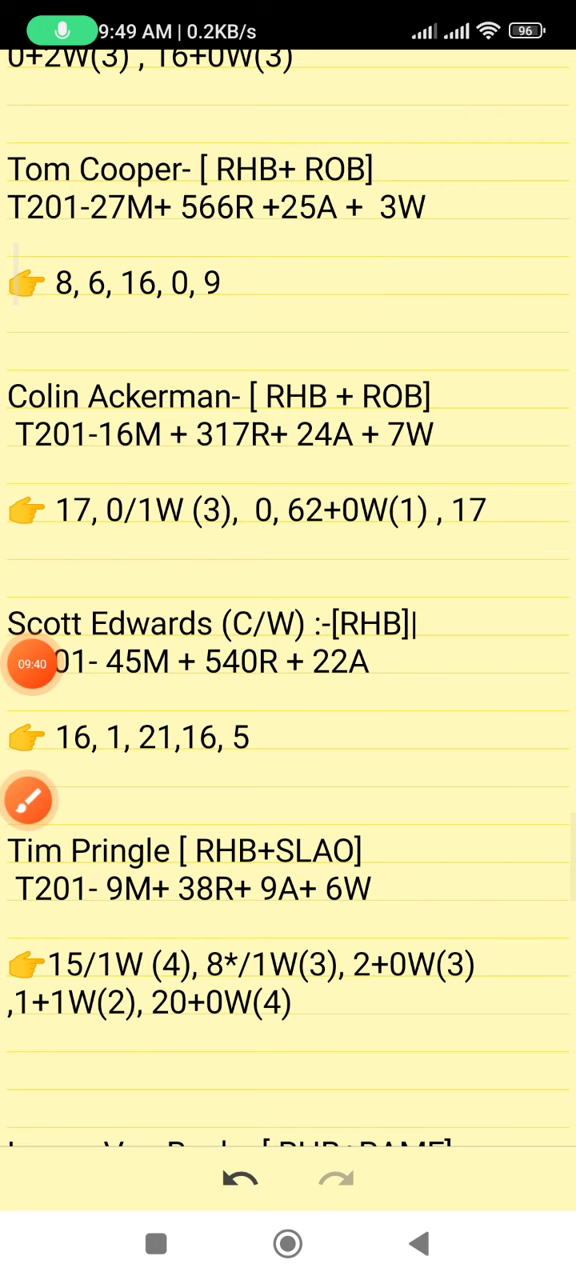 9:49 AM | 0.2KB/s
96
0+2W(3) , 16+0W(3)
Tom Cooper- [ RHB+ ROB]
T201-27M+ 566R +25A +  3W
👉 8, 6, 16, 0, 9
Colin Ackerman- [ RHB + ROB]
T201-16M + 317R+ 24A + 7W
👉 17, 0/1W (3),  0, 62+0W(1) , 17
Scott Edwards (C/W) :-[RHB]|
09:40
01- 45M + 540R + 22A
👉 16, 1, 21,16, 5
Tim Pringle [ RHB+SLAO]
T201- 9M+ 38R+ 9A+ 6W
👉15/1W (4), 8*/1W(3), 2+0W(3)
,1+1W(2), 20+0W(4)